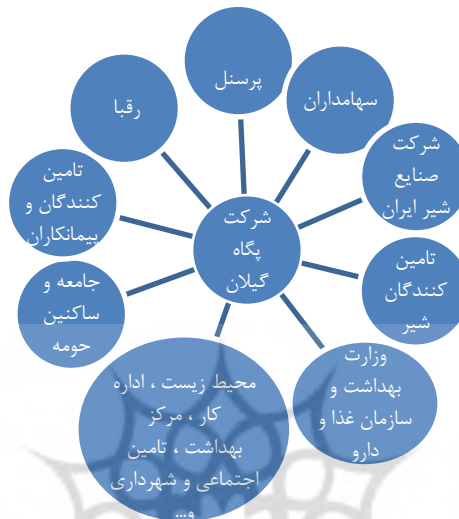 پرسنل
سهامداران
شرکت
صنایع
شیر ایران
تامین
کنندگان
شیر
وزارت
بهداشت و
سازمان غذا و
دارو
محیط زیست ، اداره
کار ، مرکز
بهداشت ، تامین
اجتماعی و شهرداری
و...
جامعه و
ساکنین
حومه
تامین
کنندگان و
پیمانکاران
رقبا
شرکت
پگاه
گیلان